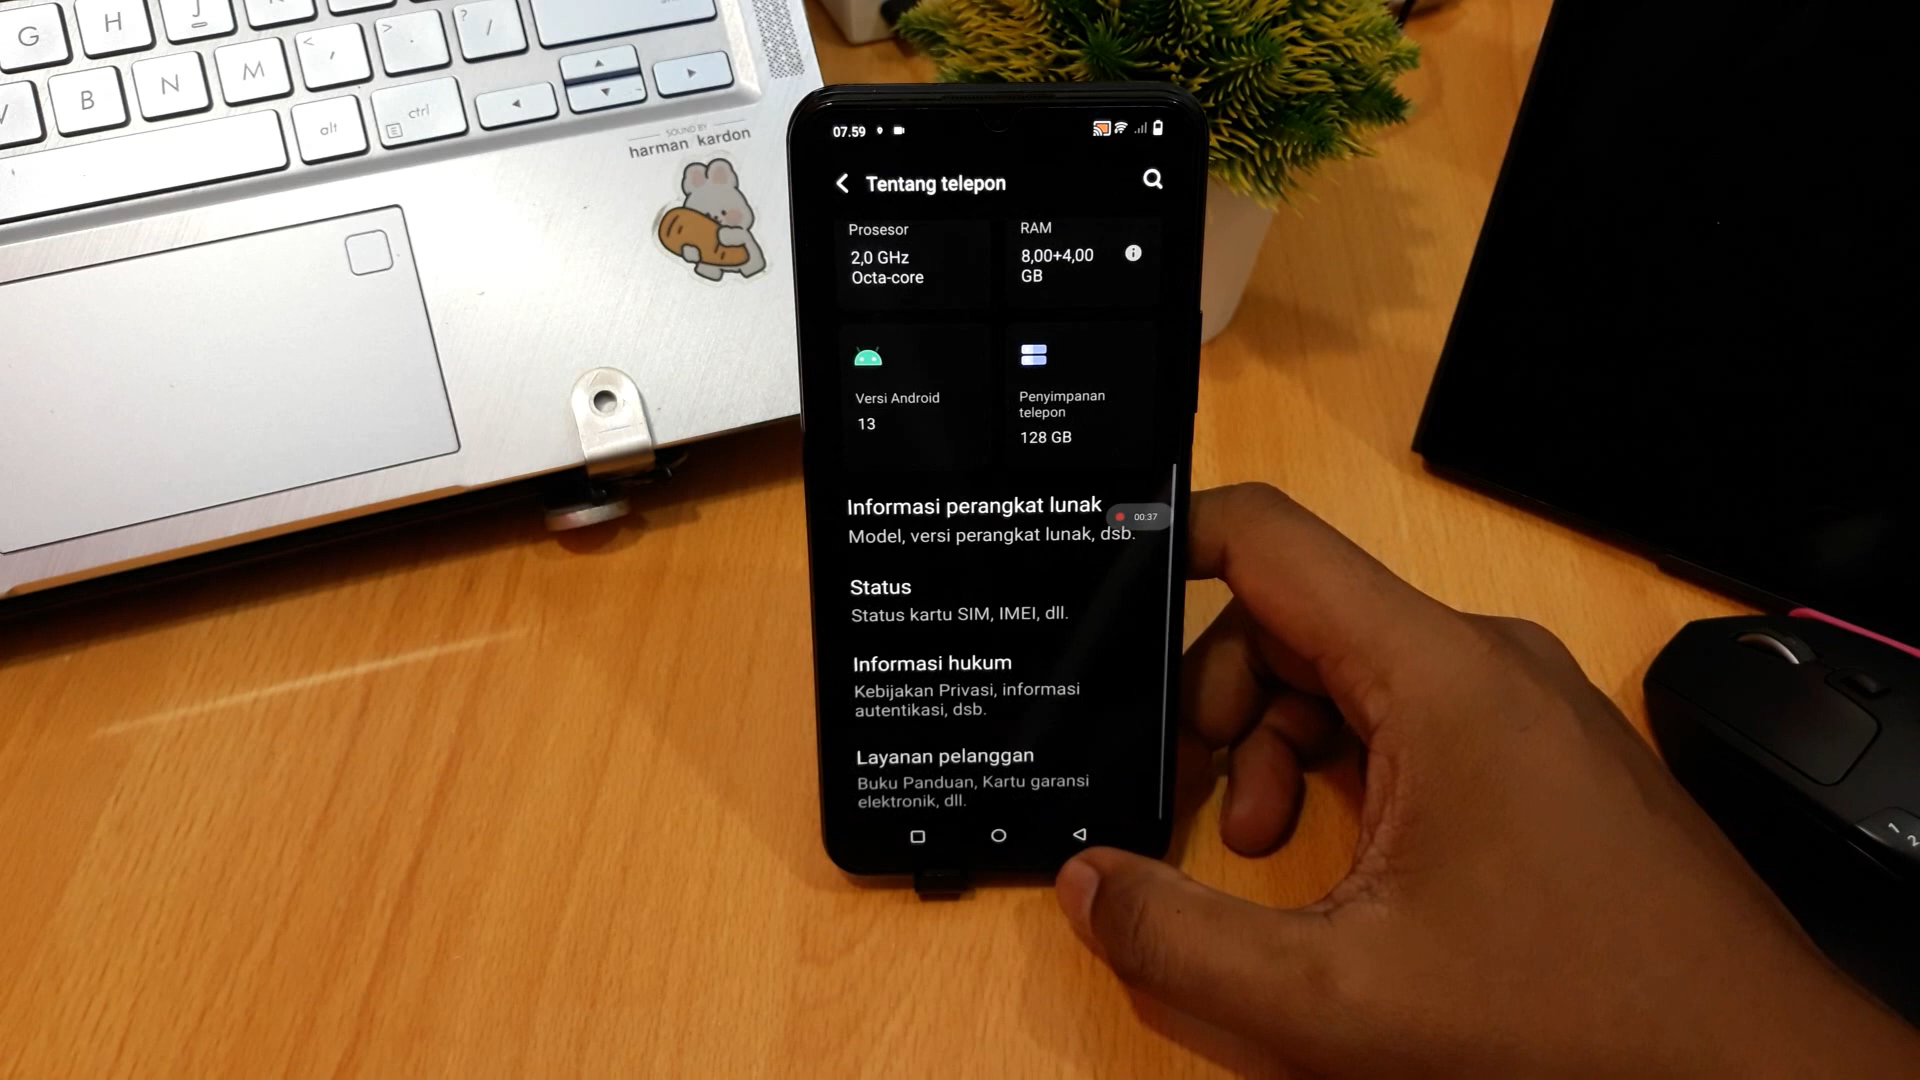 G
H
J
<
,
>
.
?
/
B
N
M
alt
ctrl
SOUND BY
harman kardon
07.59
Tentang telepon
Prosesor
2,0 GHz
Octa-core
RAM
8,00+4,00
GB
Versi Android
13
Penyimpanan
telepon
128 GB
Informasi perangkat lunak
00:37
Model, versi perangkat lunak, dsb.
Status
Status kartu SIM, IMEI, dll.
Informasi hukum
Kebijakan Privasi, informasi
autentikasi, dsb.
Layanan pelanggan
Buku Panduan, Kartu garansi
elektronik, dll.
1
2